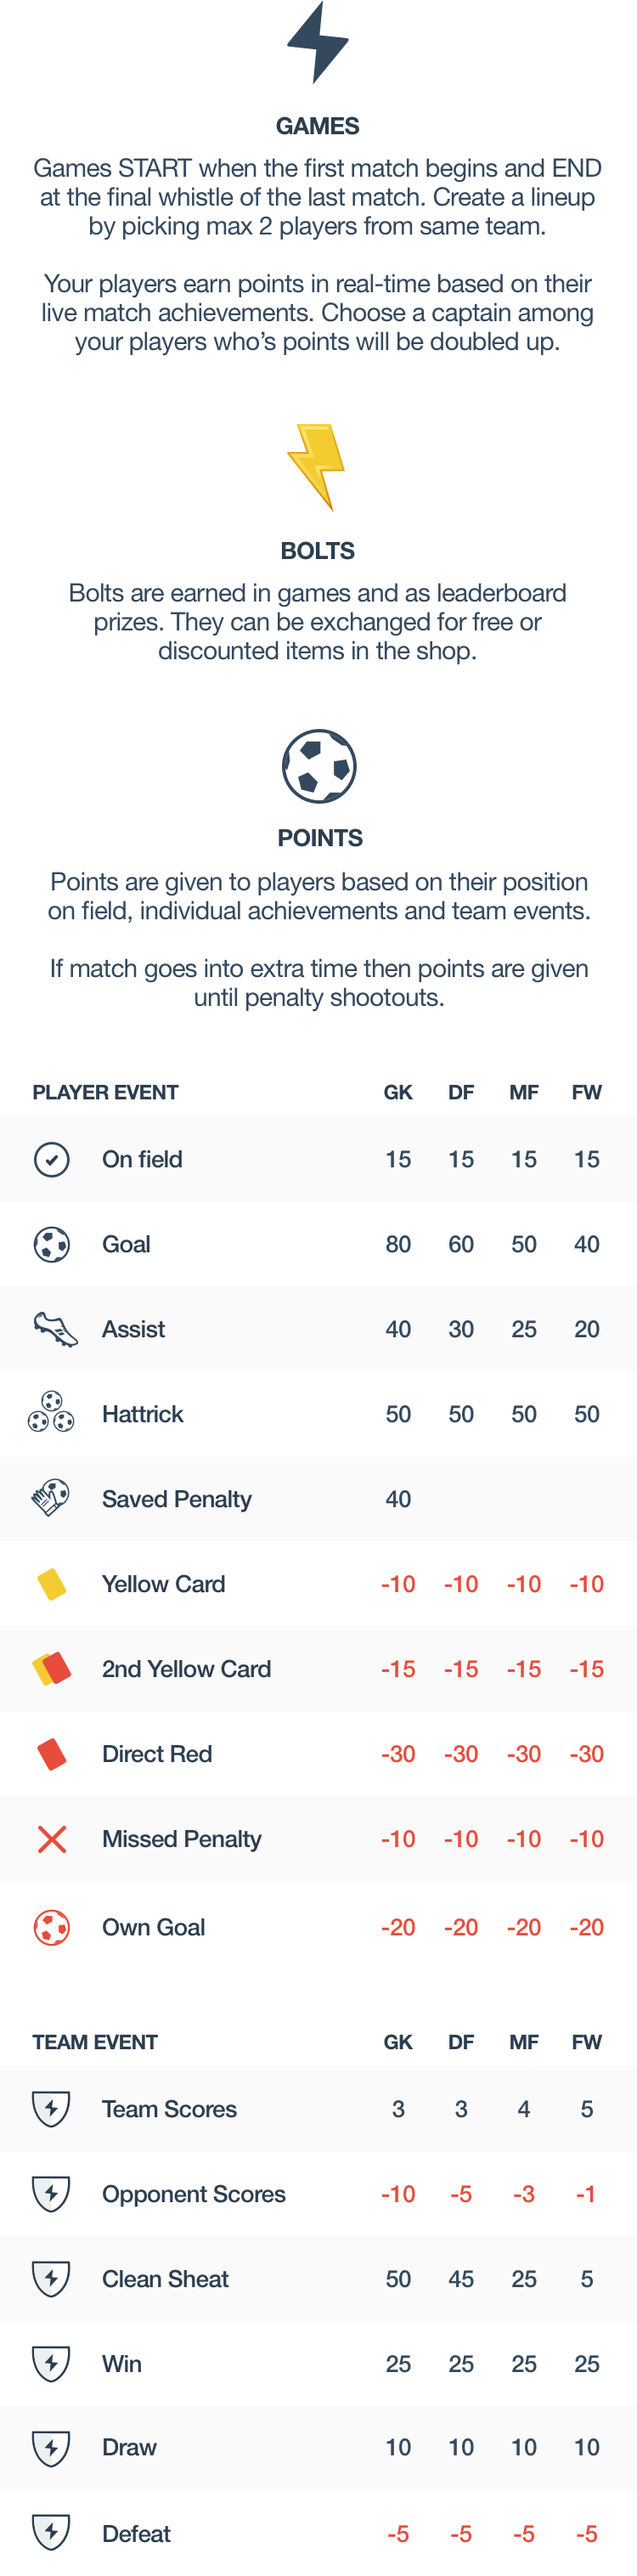 GAMES
Games START when the first match begins and END
at the final whistle of the last match. Create a lineup
by picking max 2 players from same team.
Your players earn points in real-time based on their
live match achievements. Choose a captain among
your players who's points will be doubled up.
BOLTS
Bolts are earned in games and as leaderboard
prizes. They can be exchanged for free or
discounted items in the shop.
POINTS
Points are given to players based on their position
on field, individual achievements and team events.
If match goes into extra time then points are given
until penalty shootouts.
PLAYER EVENT GK DF MF FW
On field 15 15 15 15
Goal 80 60 50 40
Assist 40 30 25 20
Hattrick 50 50 50 50
Saved Penalty 40
Yellow Card -10 -10 -10 -10
2nd Yellow Card -15 -15 -15 -15
Direct Red -30 -30 -30 -30
Missed Penalty -10 -10 -10 -10
Own Goal -20 -20 -20 -20
TEAM EVENT GK DF MF FW
Team Scores 3 3 4 5
Opponent Scores -10 -5 -3 -1
Clean Sheat 50 45 25 5
Win 25 25 25 25
Draw 10 10 10 10
Defeat -5 -5 -5 -5